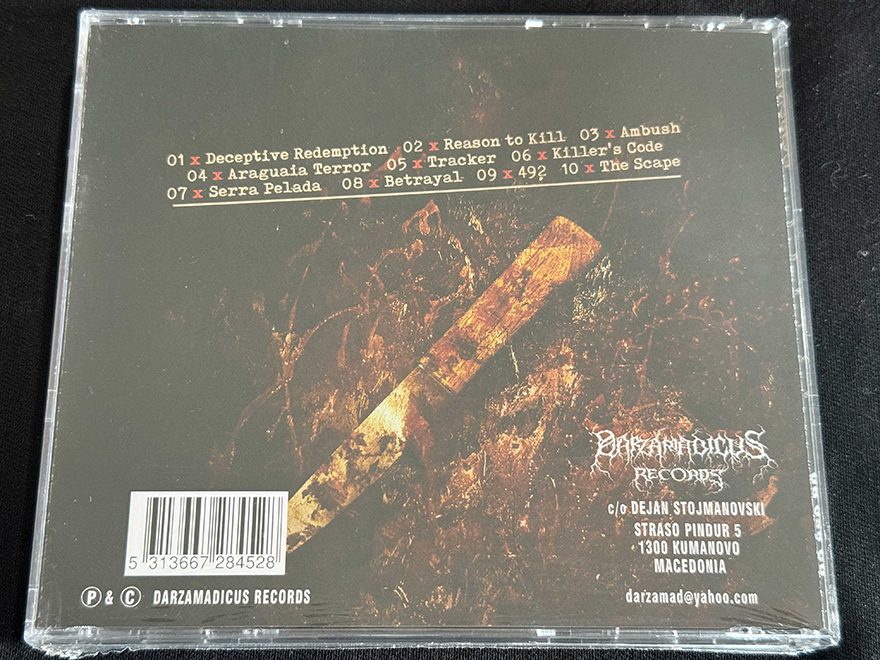 01 x Deceptive Redemption 02 x Reason to Kill 03 x Ambush
04 x Araguaia Terror 05 x Tracker 06 x Killer's Code
07 x Serra Pelada 08 x Betrayal 09 x 492 10 x The Scape
DARZAMADICUS
RECORDS
c/o DEJAN STOJMANOVSKI
STRASO PINDUR 5
1300 KUMANOVO
MACEDONIA
5 313667 284528
Ⓟ & © DARZAMADICUS RECORDS
darzamad@yahoo.com